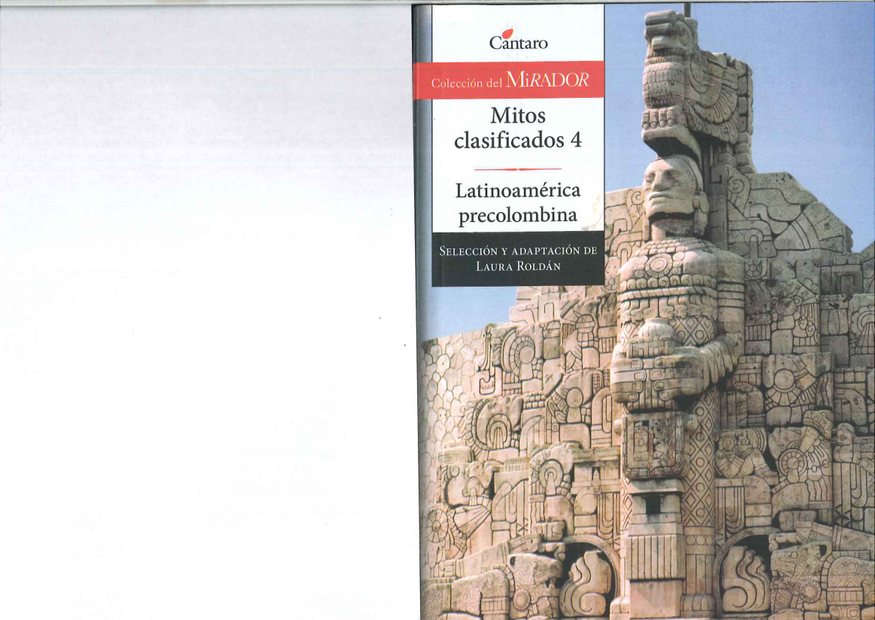 Cántaro
Colección del MiRADOR
Mitos
clasificados 4
Latinoamérica
precolombina
SELECCIÓN Y ADAPTACIÓN DE
LAURA ROLDÁN